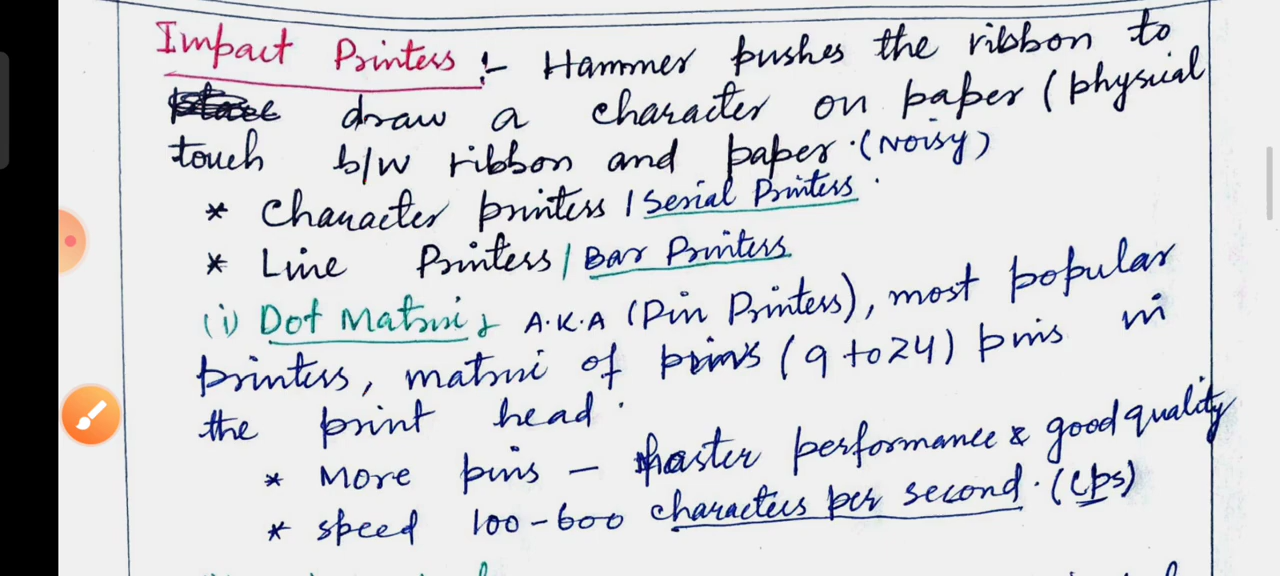 Impact Printers :- Hammer pushes the ribbon to
draw a character on paper (physical
touch b/w ribbon and paper. (Noisy)
* Character printers / Serial Printers.
* Line Printers / Bar Printers
(i) Dot Matrix A.K.A (Pin Printers), most popular
printers, matrix of pins (9 to 24) pins in
the print head.
* More pins – faster performance & good quality
* speed 100-600 characters per second. (Cps)